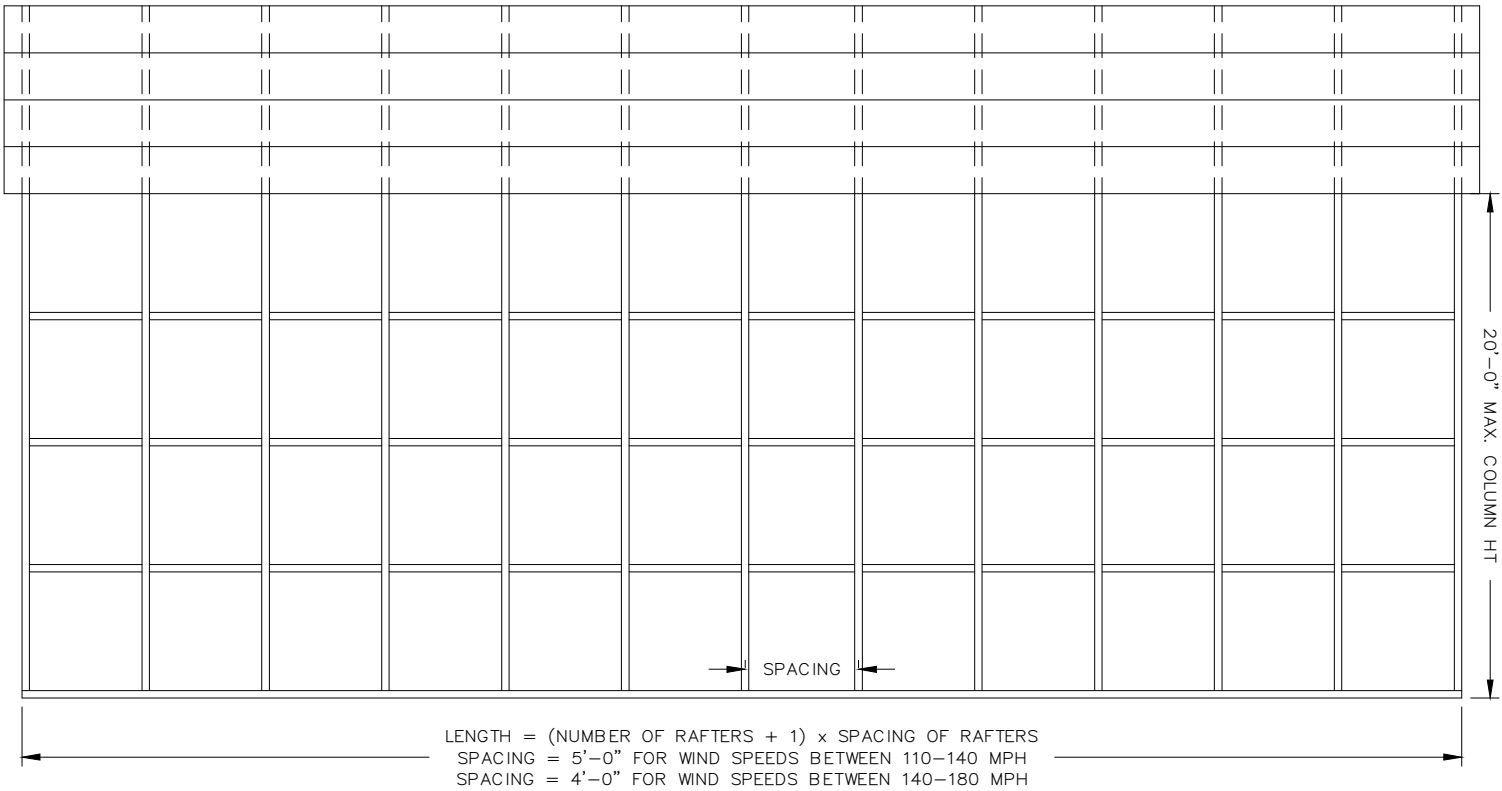 20'-0" MAX. COLUMN HT
SPACING
LENGTH = (NUMBER OF RAFTERS + 1) x SPACING OF RAFTERS
SPACING = 5'-0" FOR WIND SPEEDS BETWEEN 110-140 MPH
SPACING = 4'-0" FOR WIND SPEEDS BETWEEN 140-180 MPH